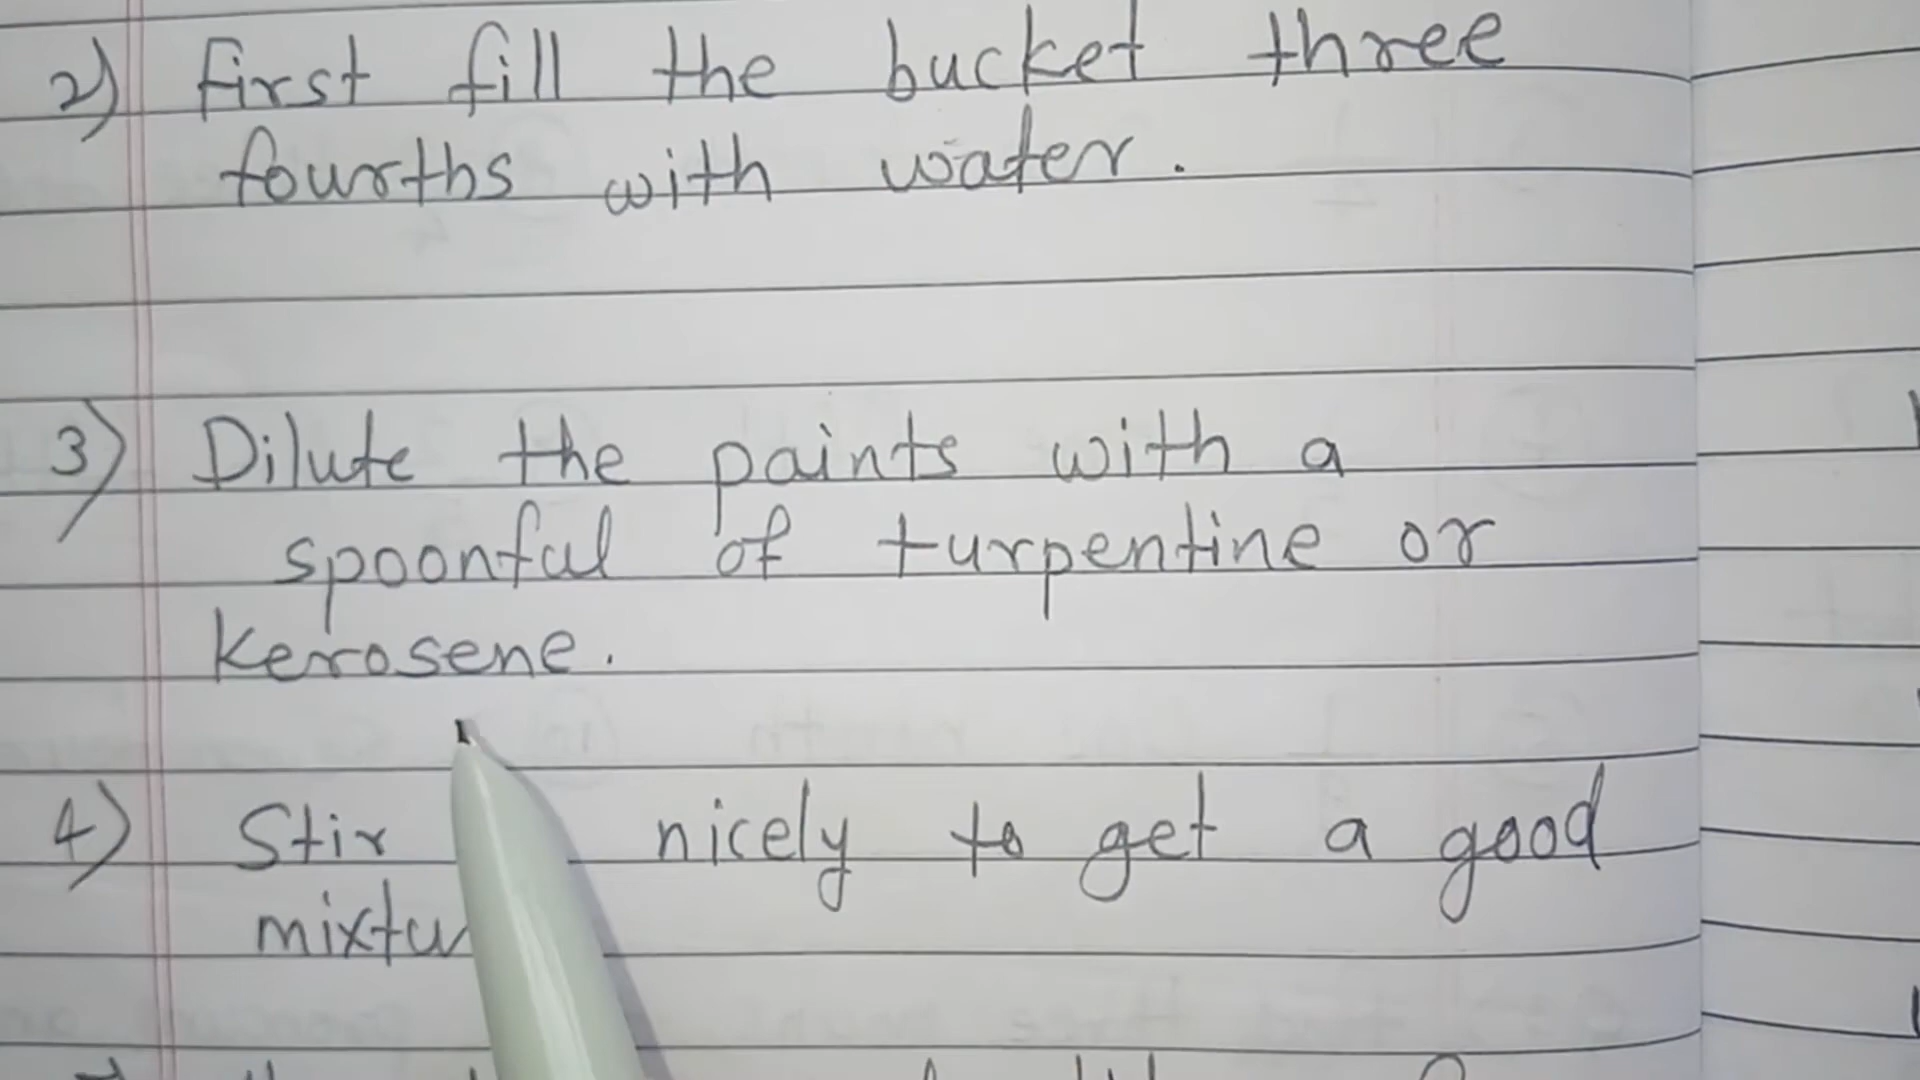 2) First fill the bucket three
fourths with water.
3) Dilute the paints with a
spoonful of turpentine or
Kerosene.
4) Stir nicely to get a good